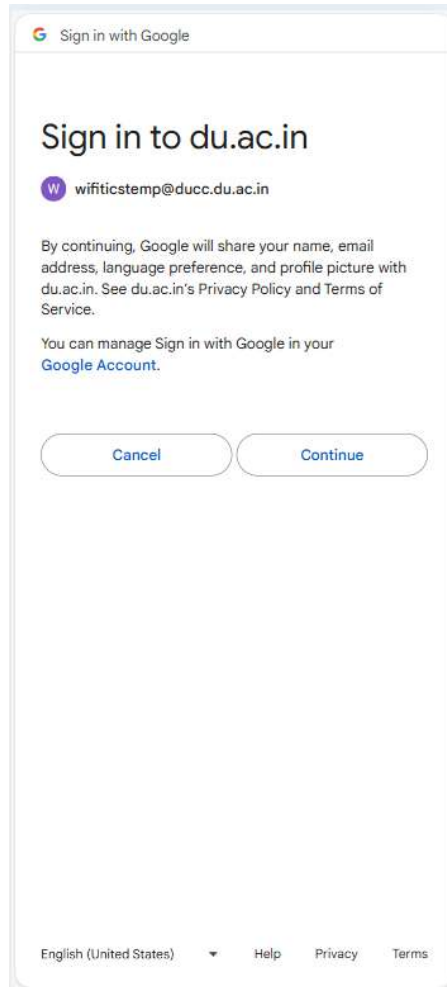 Sign in with Google
Sign in to du.ac.in
W wifiticstemp@ducc.du.ac.in
By continuing, Google will share your name, email
address, language preference, and profile picture with
du.ac.in. See du.ac.in's Privacy Policy and Terms of
Service.
You can manage Sign in with Google in your
Google Account.
Cancel Continue
English (United States) Help Privacy Terms